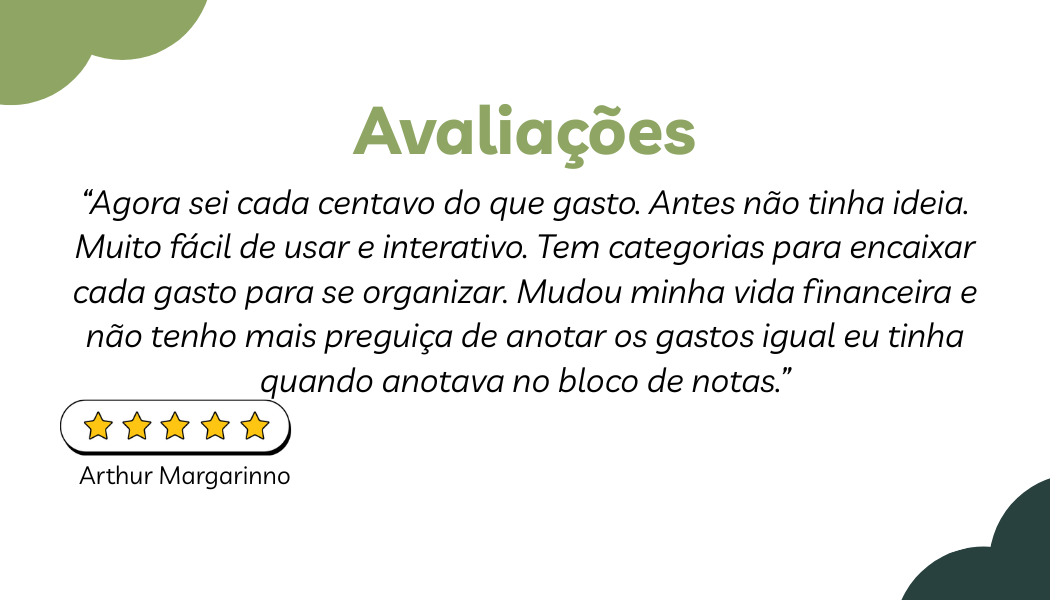 Avaliações
“Agora sei cada centavo do que gasto. Antes não tinha ideia.
Muito fácil de usar e interativo. Tem categorias para encaixar
cada gasto para se organizar. Mudou minha vida financeira e
não tenho mais preguiça de anotar os gastos igual eu tinha
quando anotava no bloco de notas.”
Arthur Margarinno